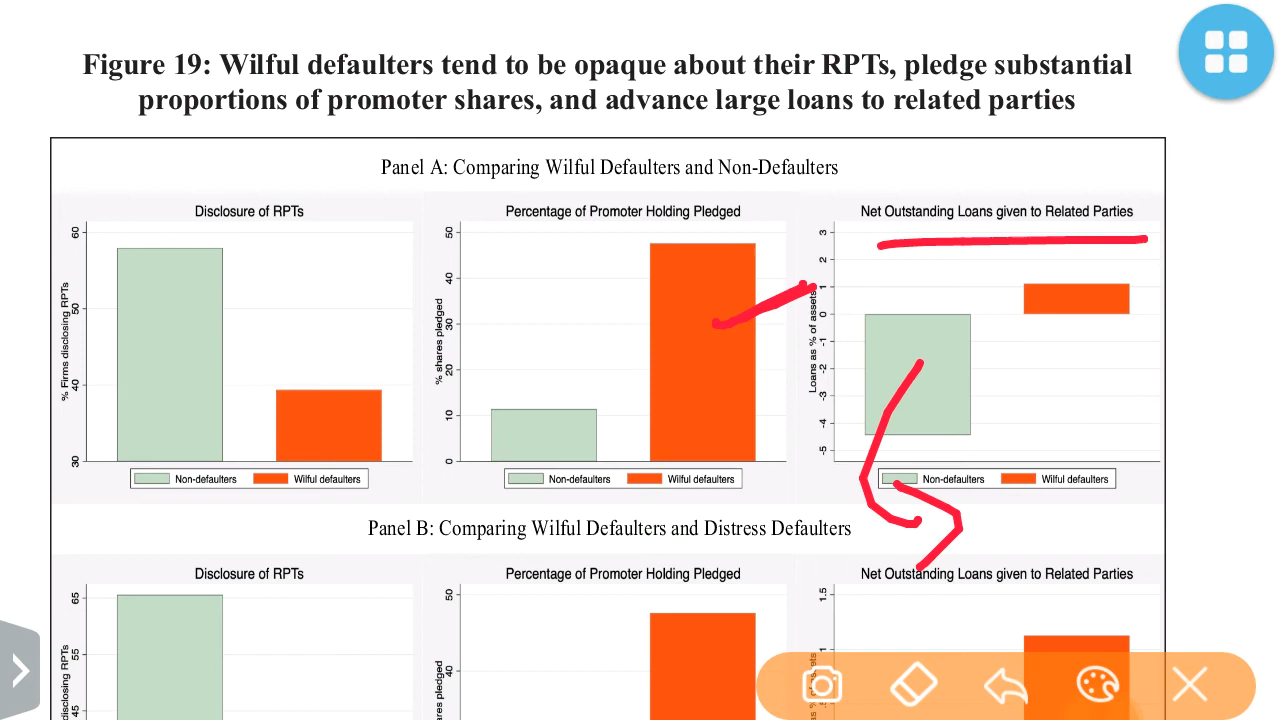 Figure 19: Wilful defaulters tend to be opaque about their RPTs, pledge substantial
proportions of promoter shares, and advance large loans to related parties
Panel A: Comparing Wilful Defaulters and Non-Defaulters
Disclosure of RPTs
% Firms disclosing RPTs
60
50
40
30
Non-defaulters
Wilful defaulters
Percentage of Promoter Holding Pledged
% shares pledged
50
40
30
20
10
0
Non-defaulters
Wilful defaulters
Net Outstanding Loans given to Related Parties
Loans as % of assets
3
2
1
0
-1
-2
-3
-4
-5
Non-defaulters
Wilful defaulters
Panel B: Comparing Wilful Defaulters and Distress Defaulters
Disclosure of RPTs
disclosing RPTs
65
55
45
Percentage of Promoter Holding Pledged
pledged
50
40
Net Outstanding Loans given to Related Parties
1.5
1